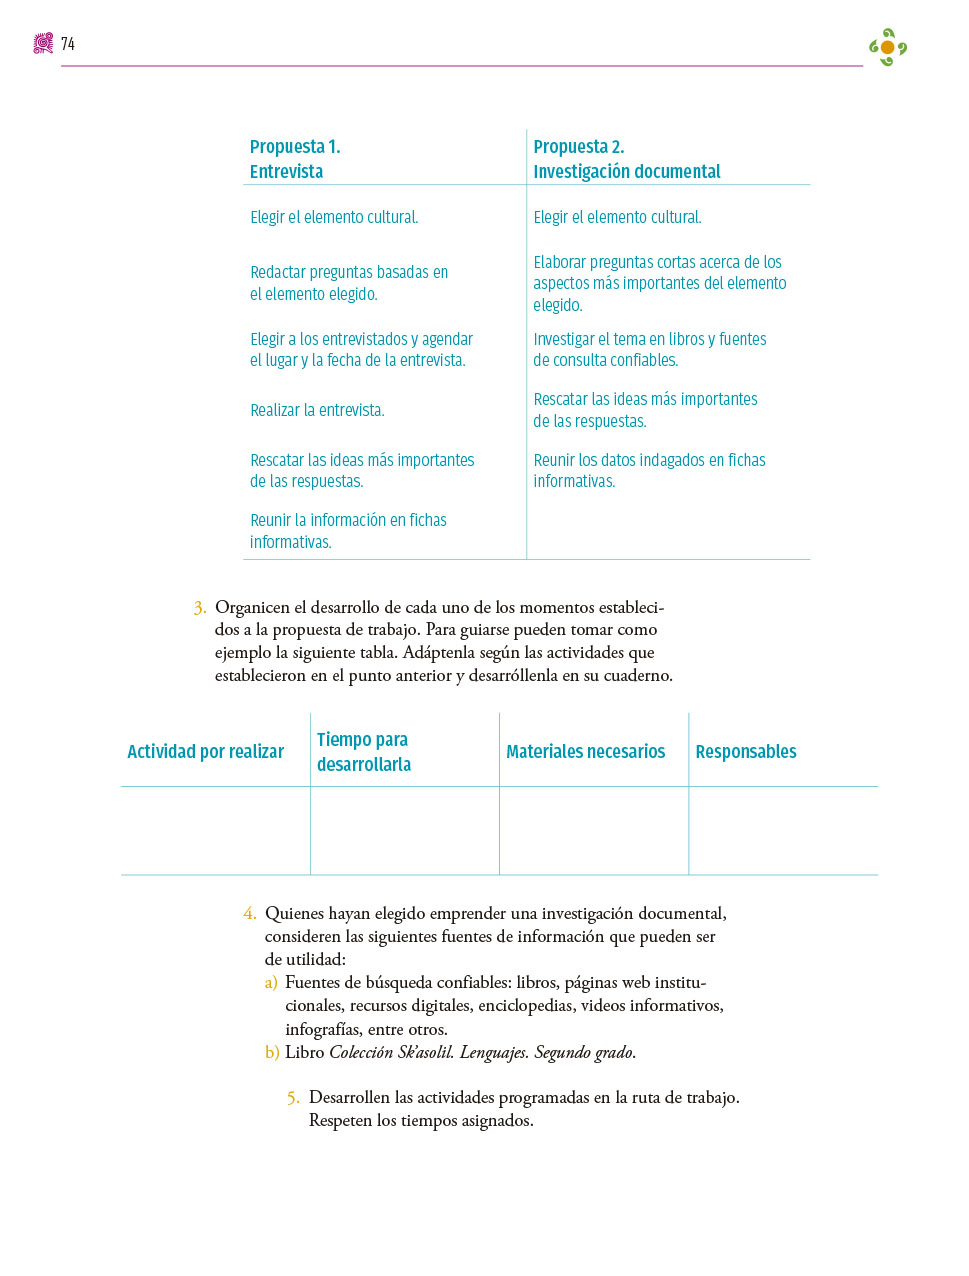 74
Propuesta 1.
Entrevista
Propuesta 2.
Investigación documental
Elegir el elemento cultural.
Elegir el elemento cultural.
Redactar preguntas basadas en
el elemento elegido.
Elaborar preguntas cortas acerca de los
aspectos más importantes del elemento
elegido.
Elegir a los entrevistados y agendar
el lugar y la fecha de la entrevista.
Investigar el tema en libros y fuentes
de consulta confiables.
Realizar la entrevista.
Rescatar las ideas más importantes
de las respuestas.
Rescatar las ideas más importantes
de las respuestas.
Reunir los datos indagados en fichas
informativas.
Reunir la información en fichas
informativas.
3. Organicen el desarrollo de cada uno de los momentos estableci-
dos a la propuesta de trabajo. Para guiarse pueden tomar como
ejemplo la siguiente tabla. Adáptenla según las actividades que
establecieron en el punto anterior y desarróllenla en su cuaderno.
Actividad por realizar
Tiempo para
desarrollarla
Materiales necesarios
Responsables
4. Quienes hayan elegido emprender una investigación documental,
consideren las siguientes fuentes de información que pueden ser
de utilidad:
a) Fuentes de búsqueda confiables: libros, páginas web institu-
cionales, recursos digitales, enciclopedias, videos informativos,
infografías, entre otros.
b) Libro Colección Sk’asolil. Lenguajes. Segundo grado.
5. Desarrollen las actividades programadas en la ruta de trabajo.
Respeten los tiempos asignados.